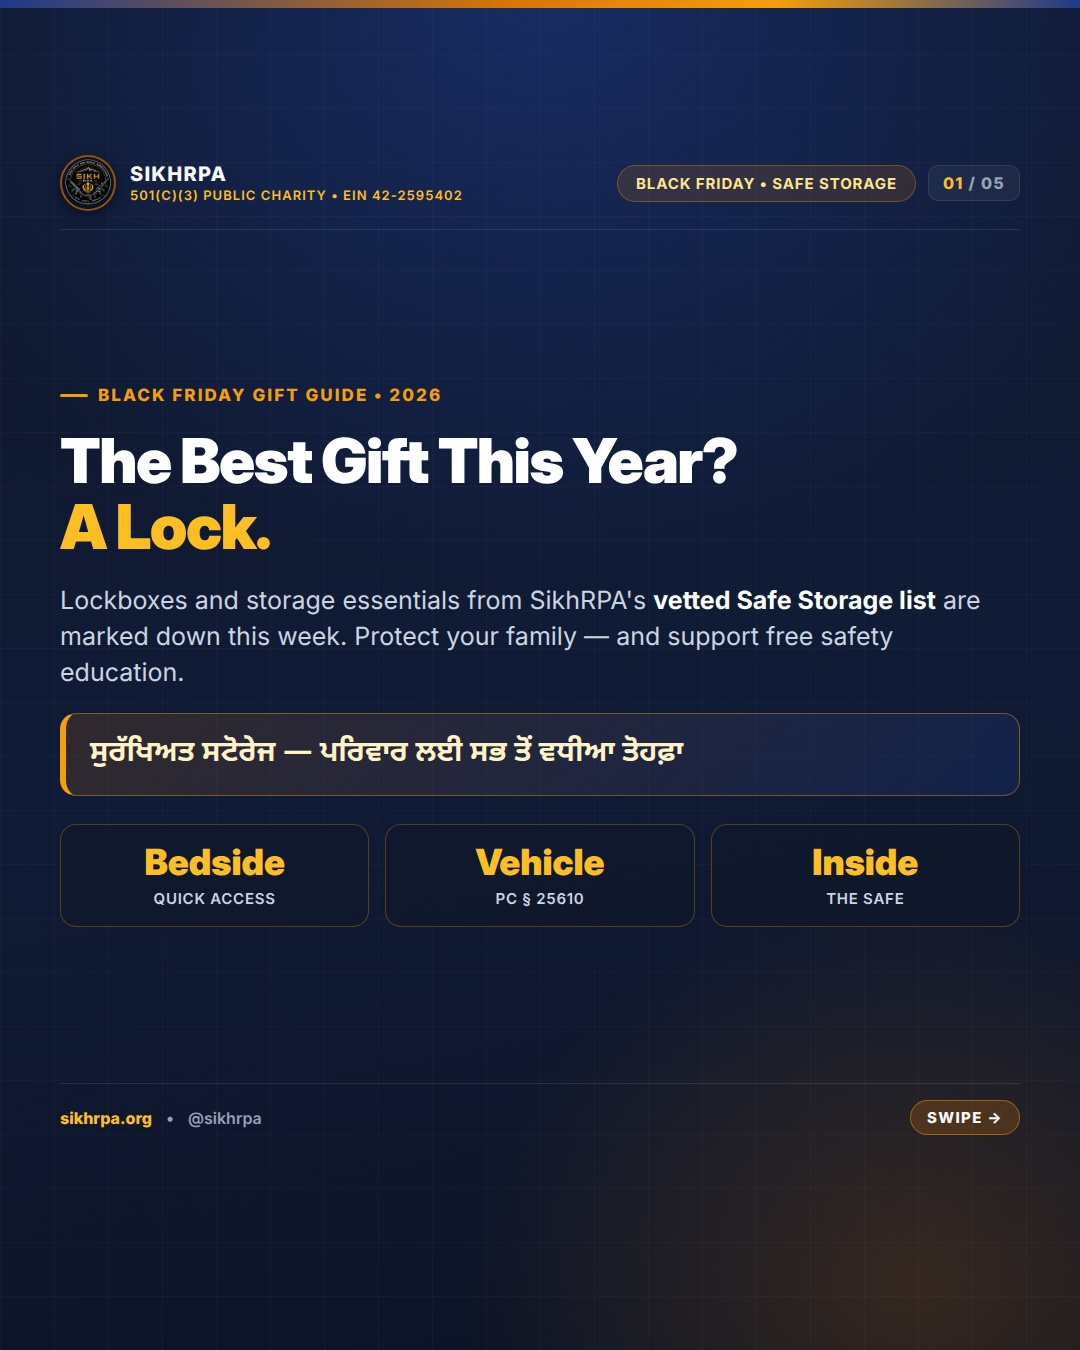 SIKH
SIKHRPA
501(C)(3) PUBLIC CHARITY • EIN 42-2595402
BLACK FRIDAY • SAFE STORAGE
01 / 05
BLACK FRIDAY GIFT GUIDE • 2026
The Best Gift This Year?
A Lock.
Lockboxes and storage essentials from SikhRPA's vetted Safe Storage list are
marked down this week. Protect your family — and support free safety
education.
ਸੁਰੱਖਿਅਤ ਸਟੋਰੇਜ — ਪਰਿਵਾਰ ਲਈ ਸਭ ਤੋਂ ਵਧੀਆ ਤੋਹਫ਼ਾ
Bedside
QUICK ACCESS
Vehicle
PC § 25610
Inside
THE SAFE
sikhrpa.org • @sikhrpa
SWIPE →